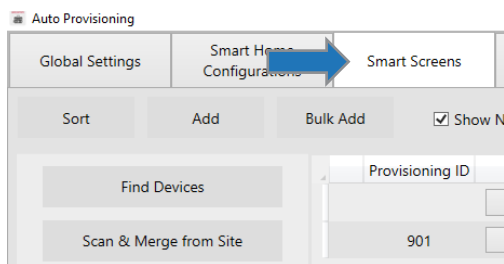 Auto Provisioning
Global Settings
Smart Home
Configurations
Smart Screens
Sort
Add
Bulk Add
Show N
Find Devices
Provisioning ID
Scan & Merge from Site
901